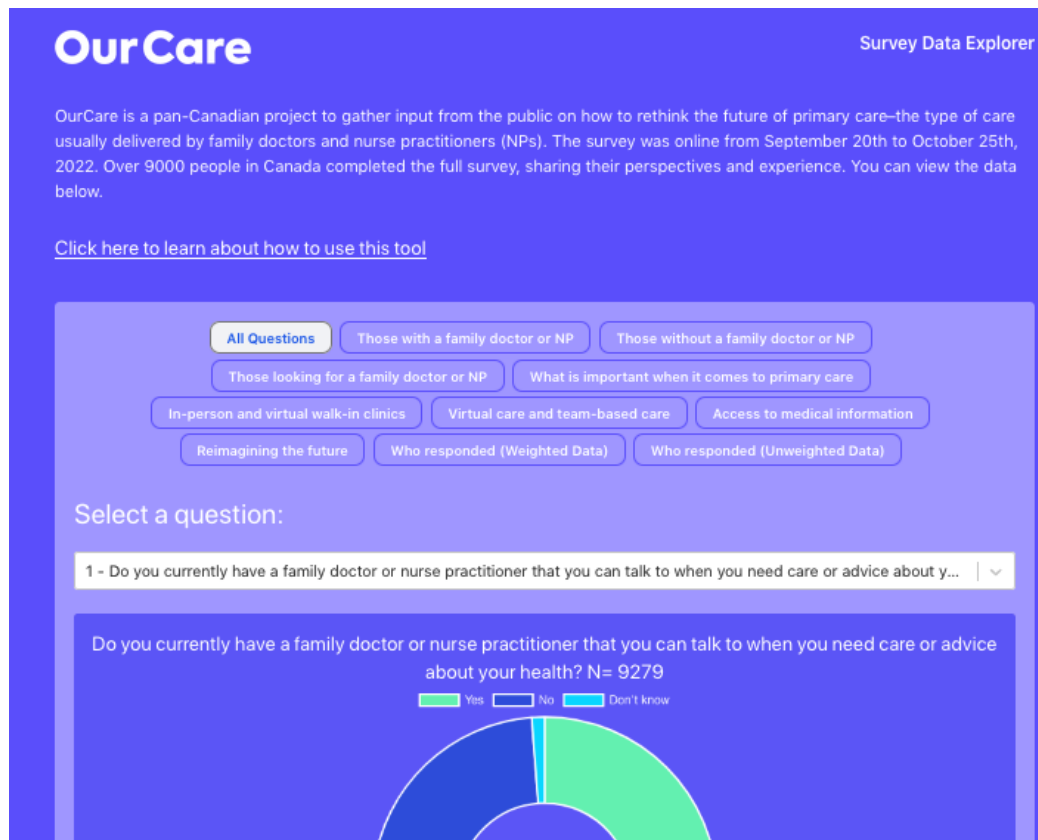 OurCare
Survey Data Explorer
OurCare is a pan-Canadian project to gather input from the public on how to rethink the future of primary care–the type of care
usually delivered by family doctors and nurse practitioners (NPs). The survey was online from September 20th to October 25th,
2022. Over 9000 people in Canada completed the full survey, sharing their perspectives and experience. You can view the data
below.
Click here to learn about how to use this tool
All Questions
Those with a family doctor or NP
Those without a family doctor or NP
Those looking for a family doctor or NP
What is important when it comes to primary care
In-person and virtual walk-in clinics
Virtual care and team-based care
Access to medical information
Reimagining the future
Who responded (Weighted Data)
Who responded (Unweighted Data)
Select a question:
1 - Do you currently have a family doctor or nurse practitioner that you can talk to when you need care or advice about y...
Do you currently have a family doctor or nurse practitioner that you can talk to when you need care or advice
about your health? N= 9279
Yes
No
Don't know